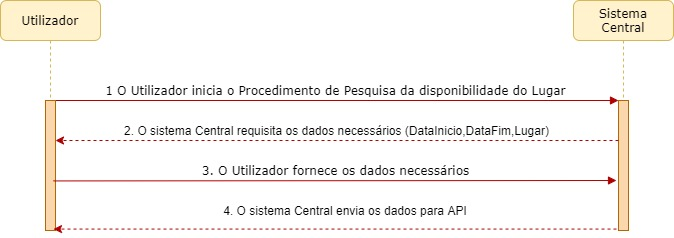 Utilizador
Sistema
Central
1 O Utilizador inicia o Procedimento de Pesquisa da disponibilidade do Lugar
2. O sistema Central requisita os dados necessários (DataInicio,DataFim,Lugar)
3. O Utilizador fornece os dados necessários
4. O sistema Central envia os dados para API